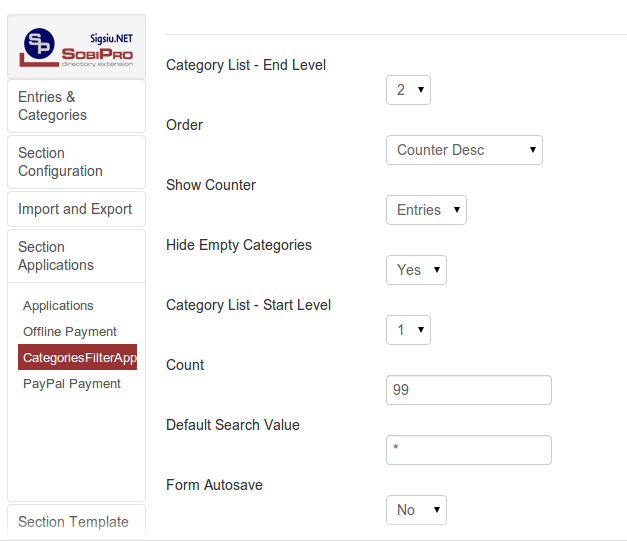 SP
Sigsiu.NET
SOBIPRO
directory extension
Entries &
Categories
Section
Configuration
Import and Export
Section
Applications
Applications
Offline Payment
CategoriesFilterApp
PayPal Payment
Section Template
Category List - End Level
2
Order
Counter Desc
Show Counter
Entries
Hide Empty Categories
Yes
Category List - Start Level
1
Count
99
Default Search Value
*
Form Autosave
No